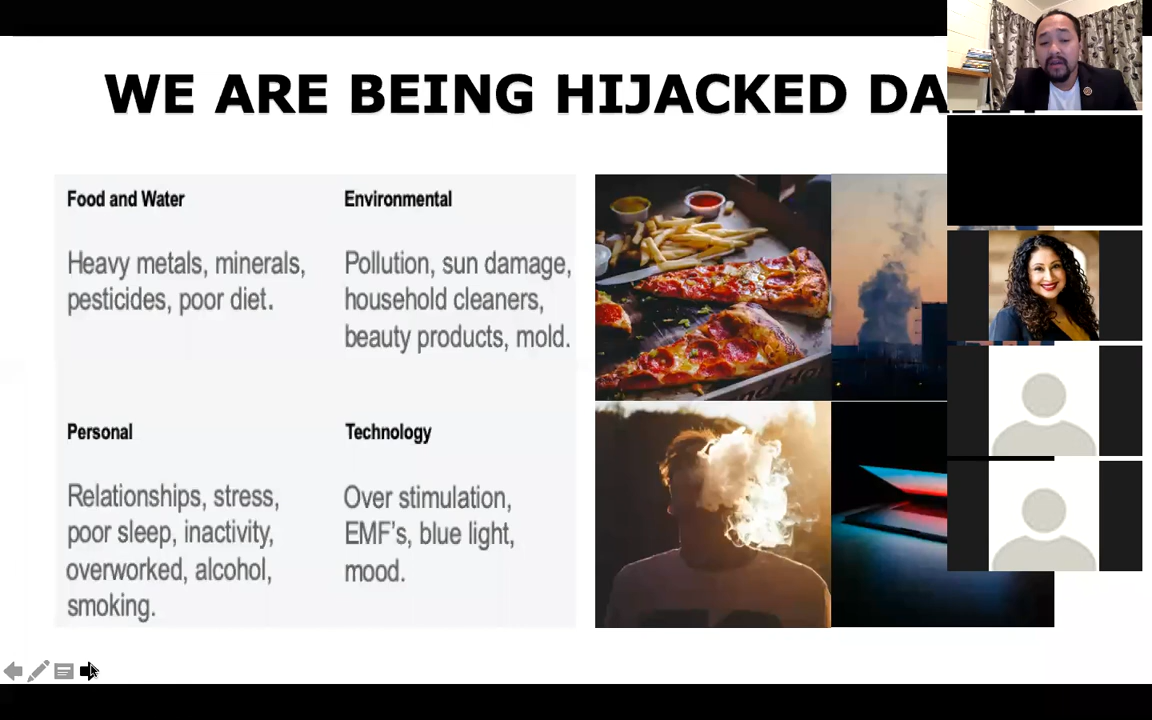 WE ARE BEING HIJACKED
Food and Water
Heavy metals, minerals,
pesticides, poor diet.
Environmental
Pollution, sun damage,
household cleaners,
beauty products, mold.
Personal
Relationships, stress,
poor sleep, inactivity,
overworked, alcohol,
smoking.
Technology
Over stimulation,
EMF's, blue light,
mood.